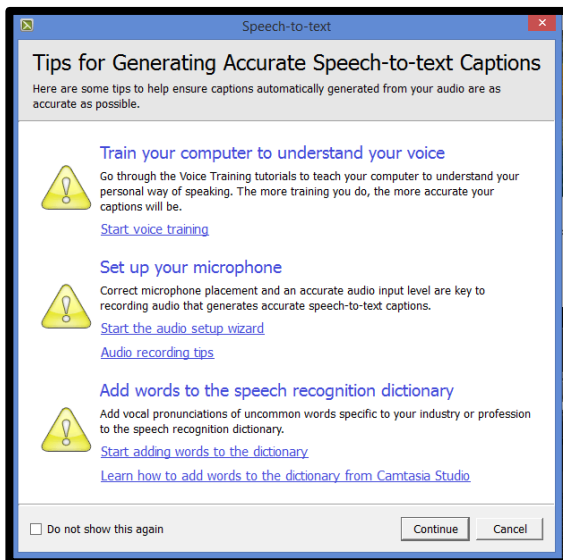 Speech-to-text
Tips for Generating Accurate Speech-to-text Captions
Here are some tips to help ensure captions automatically generated from your audio are as
accurate as possible.
Train your computer to understand your voice
Go through the Voice Training tutorials to teach your computer to understand your
personal way of speaking. The more training you do, the more accurate your
captions will be.
Start voice training
Set up your microphone
Correct microphone placement and an accurate audio input level are key to
recording audio that generates accurate speech-to-text captions.
Start the audio setup wizard
Audio recording tips
Add words to the speech recognition dictionary
Add vocal pronunciations of uncommon words specific to your industry or profession
to the speech recognition dictionary.
Start adding words to the dictionary
Learn how to add words to the dictionary from Camtasia Studio
Do not show this again
Continue
Cancel